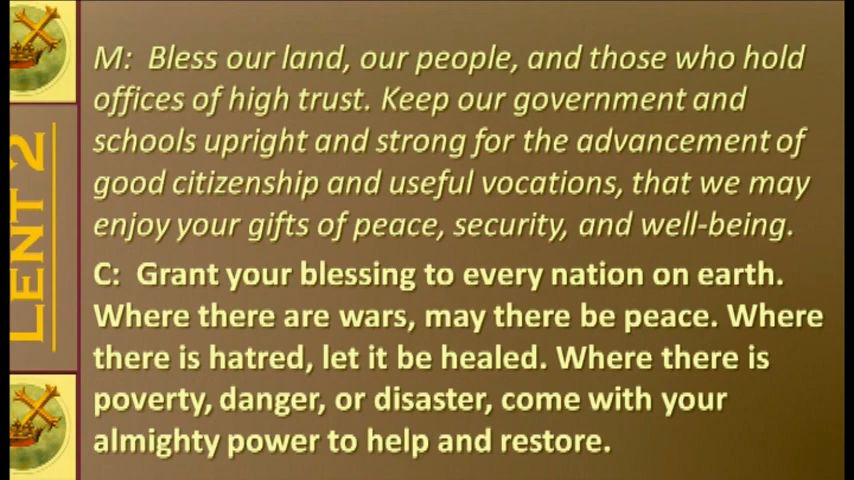 LENT 2
M: Bless our land, our people, and those who hold
offices of high trust. Keep our government and
schools upright and strong for the advancement of
good citizenship and useful vocations, that we may
enjoy your gifts of peace, security, and well-being.
C: Grant your blessing to every nation on earth.
Where there are wars, may there be peace. Where
there is hatred, let it be healed. Where there is
poverty, danger, or disaster, come with your
almighty power to help and restore.